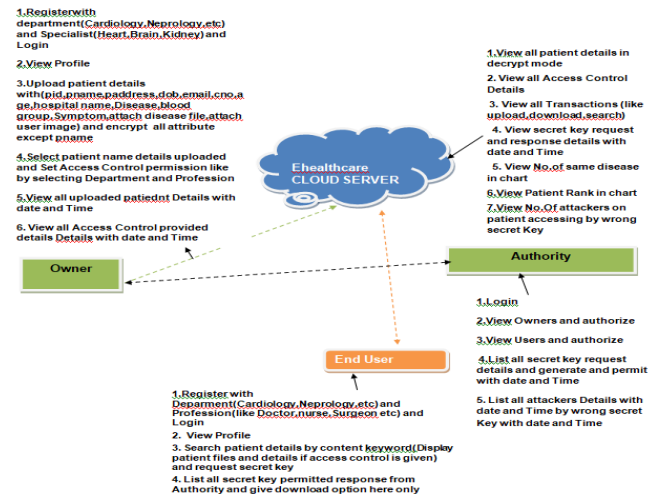 1.Registerwith
department(Cardiology,Neprology,etc)
and Specialist(Heart,Brain,Kidney) and
Login
2.View Profile
3.Upload patient details
with(pid,pname,paddress,dob,email,cno,a
ge,hospital name,Disease,blood
group,Symptom,attach disease file,attach
user image) and encrypt all attribute
except pname
4.Select patient name details uploaded
and Set Access Control permission like
by selecting Department and Profession
5.View all uploaded patiednt Details with
date and Time
6. View all Access Control provided
details Details with date and Time
Owner
Ehealthcare
CLOUD SERVER
1.View all patient details in
decrypt mode
2. View all Access Control
Details
3. View all Transactions (like
upload,download,search)
4. View secret key request
and response details with
date and Time
5. View No.of same disease
in chart
6.View Patient Rank in chart
7.View No.Of attackers on
patient accessing by wrong
secret Key
Authority
1.Login
2.View Owners and authorize
3.View Users and authorize
4.List all secret key request
details and generate and permit
with date and Time
5. List all attackers Details with
date and Time by wrong secret
Key with date and Time
End User
1.Register with
Deparment(Cardiology,Neprology,etc) and
Profession(like Doctor,nurse,Surgeon etc) and
Login
2. View Profile
3. Search patient details by content keyword(Display
patient files and details if access control is given)
and request secret key
4. List all secret key permitted response from
Authority and give download option here only